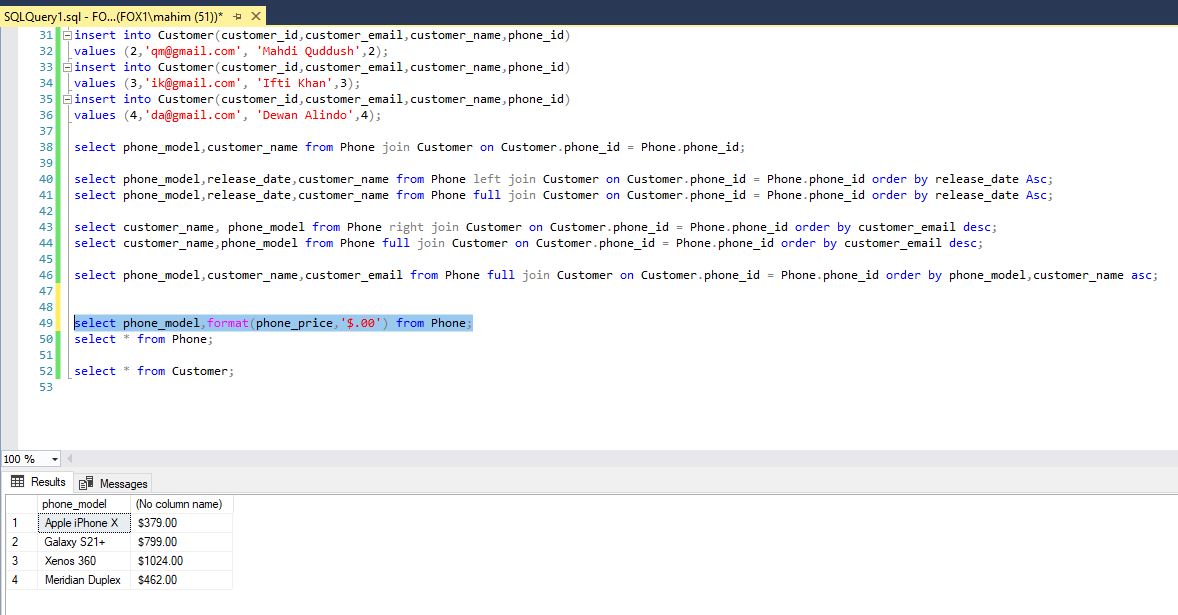 SQLQuery1.sql - FO...(FOX1\mahim (51))*
31 insert into Customer(customer_id,customer_email,customer_name,phone_id)
32 values (2,'qm@gmail.com', 'Mahdi Quddush',2);
33 insert into Customer(customer_id,customer_email,customer_name,phone_id)
34 values (3,'ik@gmail.com', 'Ifti Khan',3);
35 insert into Customer(customer_id,customer_email,customer_name,phone_id)
36 values (4,'da@gmail.com', 'Dewan Alindo',4);
37
38 select phone_model,customer_name from Phone join Customer on Customer.phone_id = Phone.phone_id;
39
40 select phone_model,release_date,customer_name from Phone left join Customer on Customer.phone_id = Phone.phone_id order by release_date Asc;
41 select phone_model,release_date,customer_name from Phone full join Customer on Customer.phone_id = Phone.phone_id order by release_date Asc;
42
43 select customer_name, phone_model from Phone right join Customer on Customer.phone_id = Phone.phone_id order by customer_email desc;
44 select customer_name,phone_model from Phone full join Customer on Customer.phone_id = Phone.phone_id order by customer_email desc;
45
46 select phone_model,customer_name,customer_email from Phone full join Customer on Customer.phone_id = Phone.phone_id order by phone_model,customer_name asc;
47
48
49 select phone_model,format(phone_price,'$.00') from Phone;
50 select * from Phone;
51
52 select * from Customer;
53
100 %
Results Messages
phone_model (No column name)
1 Apple iPhone X $379.00
2 Galaxy S21+ $799.00
3 Xenos 360 $1024.00
4 Meridian Duplex $462.00